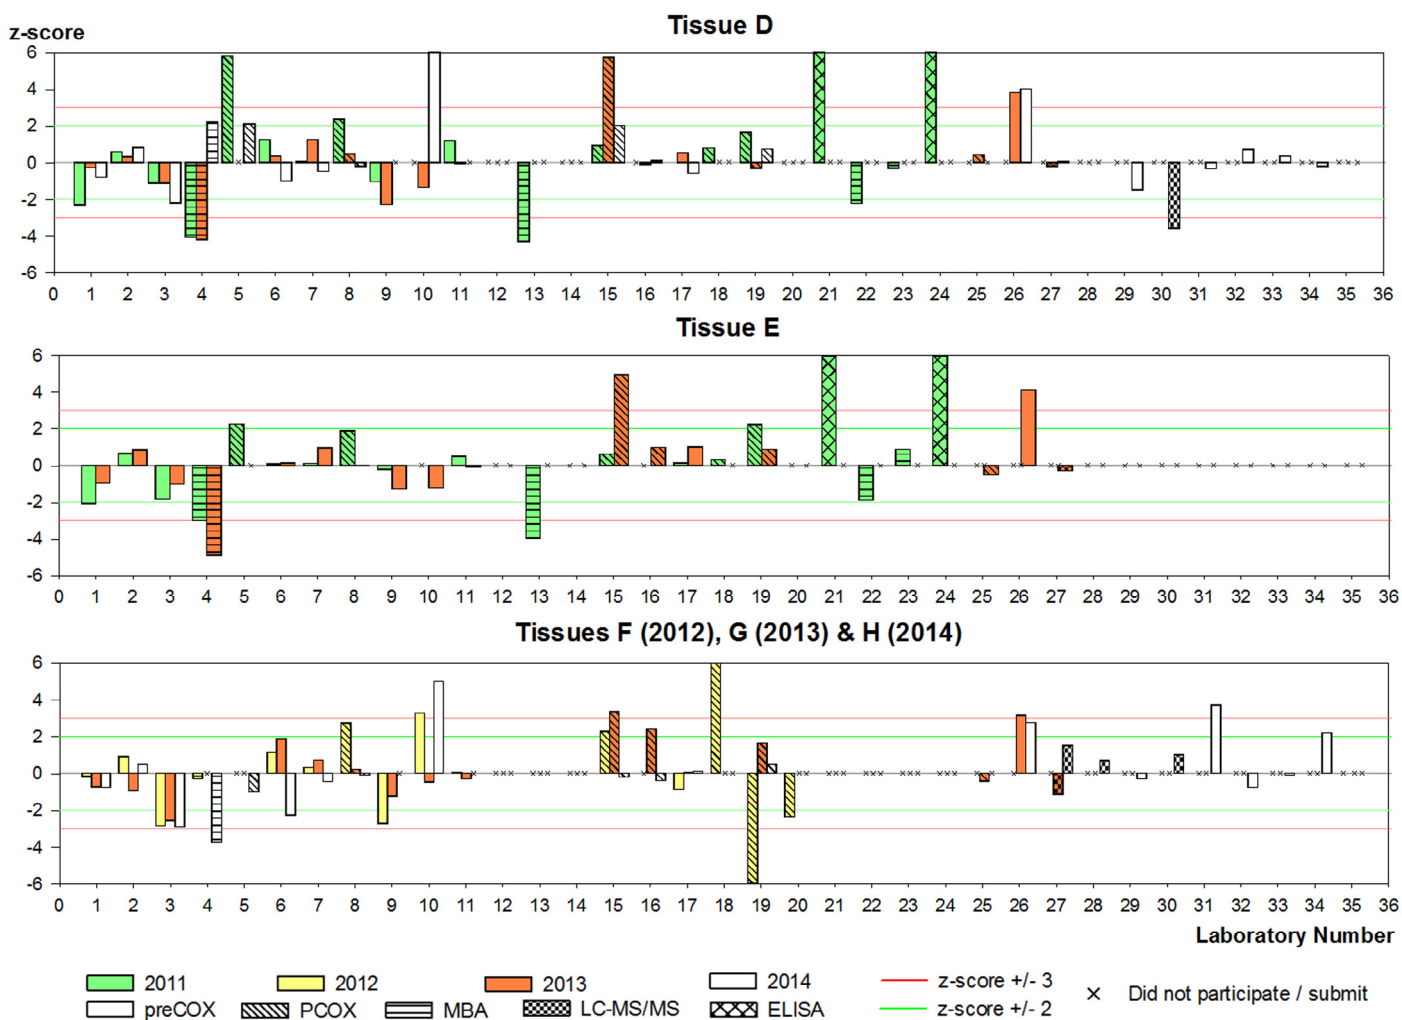 Tissue D
z-score
6
4
2
0
-2
-4
-6
0 1 2 3 4 5 6 7 8 9 10 11 12 13 14 15 16 17 18 19 20 21 22 23 24 25 26 27 28 29 30 31 32 33 34 35 36
Tissue E
6
4
2
0
-2
-4
-6
0 1 2 3 4 5 6 7 8 9 10 11 12 13 14 15 16 17 18 19 20 21 22 23 24 25 26 27 28 29 30 31 32 33 34 35 36
Tissues F (2012), G (2013) & H (2014)
6
4
2
0
-2
-4
-6
0 1 2 3 4 5 6 7 8 9 10 11 12 13 14 15 16 17 18 19 20 21 22 23 24 25 26 27 28 29 30 31 32 33 34 35 36
Laboratory Number
2011 2012 2013 2014 z-score +/- 3
preCOX PCOX MBA LC-MS/MS ELISA z-score +/- 2
× Did not participate / submit